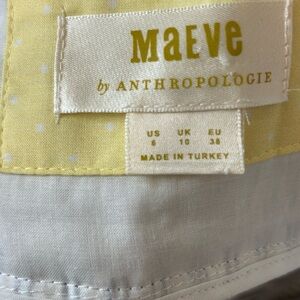 Maeve
by ANTHROPOLOGIE
US UK EU
6 10 38
MADE IN TURKEY